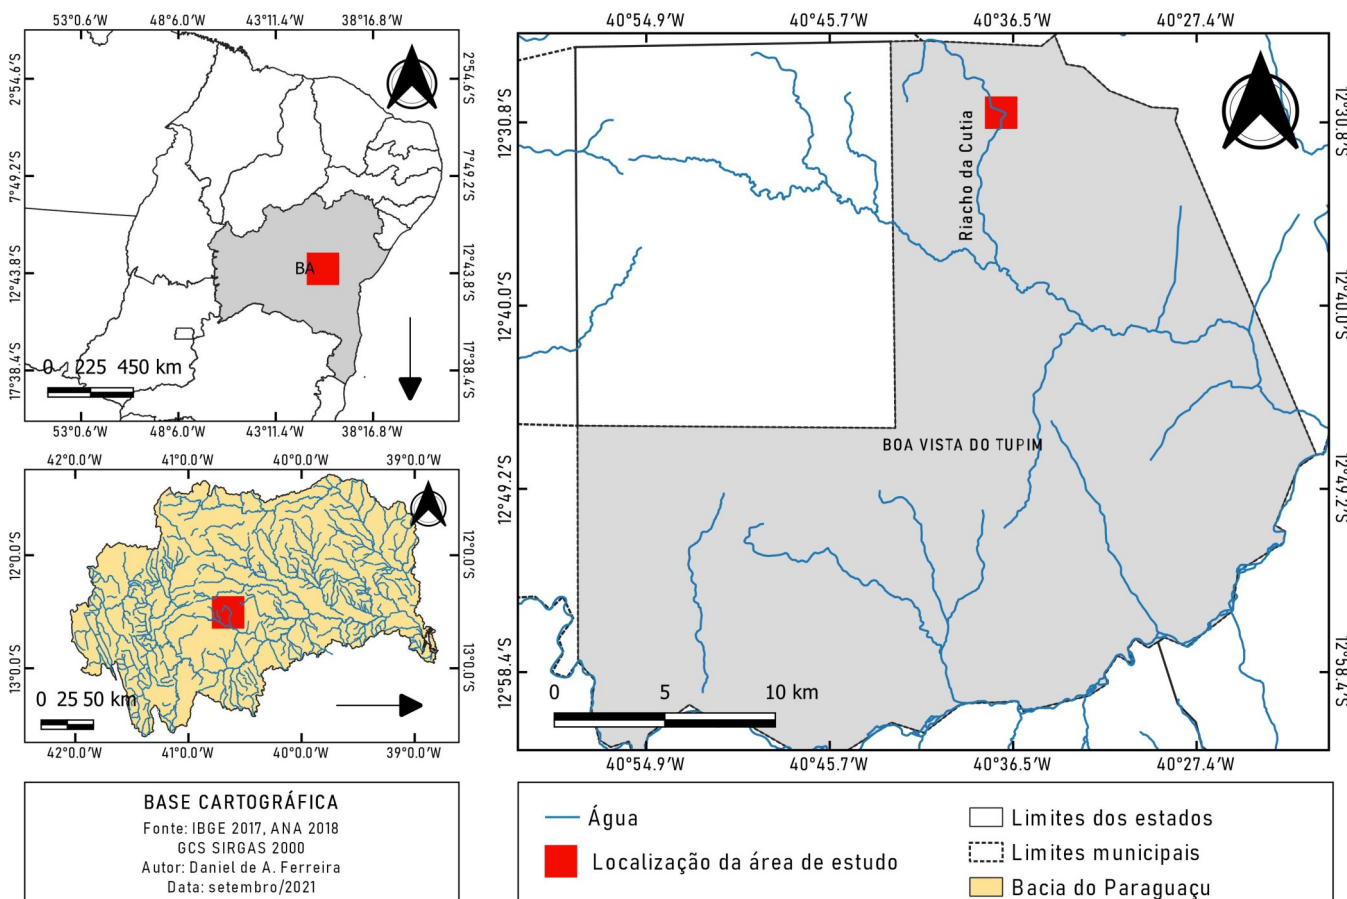 53°0.6'W 48°6.0'W 43°11.4'W 38°16.8'W
2°54.6'S 2°54.6'S
7°49.2'S 7°49.2'S
12°43.8'S 12°43.8'S
17°38.4'S 17°38.4'S
BA
0 225 450 km
53°0.6'W 48°6.0'W 43°11.4'W 38°16.8'W
42°0.0'W 41°0.0'W 40°0.0'W 39°0.0'W
12°0.0'S 12°0.0'S
13°0.0'S 13°0.0'S
0 25 50 km
42°0.0'W 41°0.0'W 40°0.0'W 39°0.0'W
BASE CARTOGRÁFICA
Fonte: IBGE 2017, ANA 2018
GCS SIRGAS 2000
Autor: Daniel de A. Ferreira
Data: setembro/2021
40°54.9'W 40°45.7'W 40°36.5'W 40°27.4'W
12°30.8'S 12°30.8'S
Riacho da Cutia
12°40.0'S 12°40.0'S
BOA VISTA DO TUPIM
12°49.2'S 12°49.2'S
12°58.4'S 12°58.4'S
0 5 10 km
40°54.9'W 40°45.7'W 40°36.5'W 40°27.4'W
Água
Localização da área de estudo
Limites dos estados
Limites municipais
Bacia do Paraguaçu